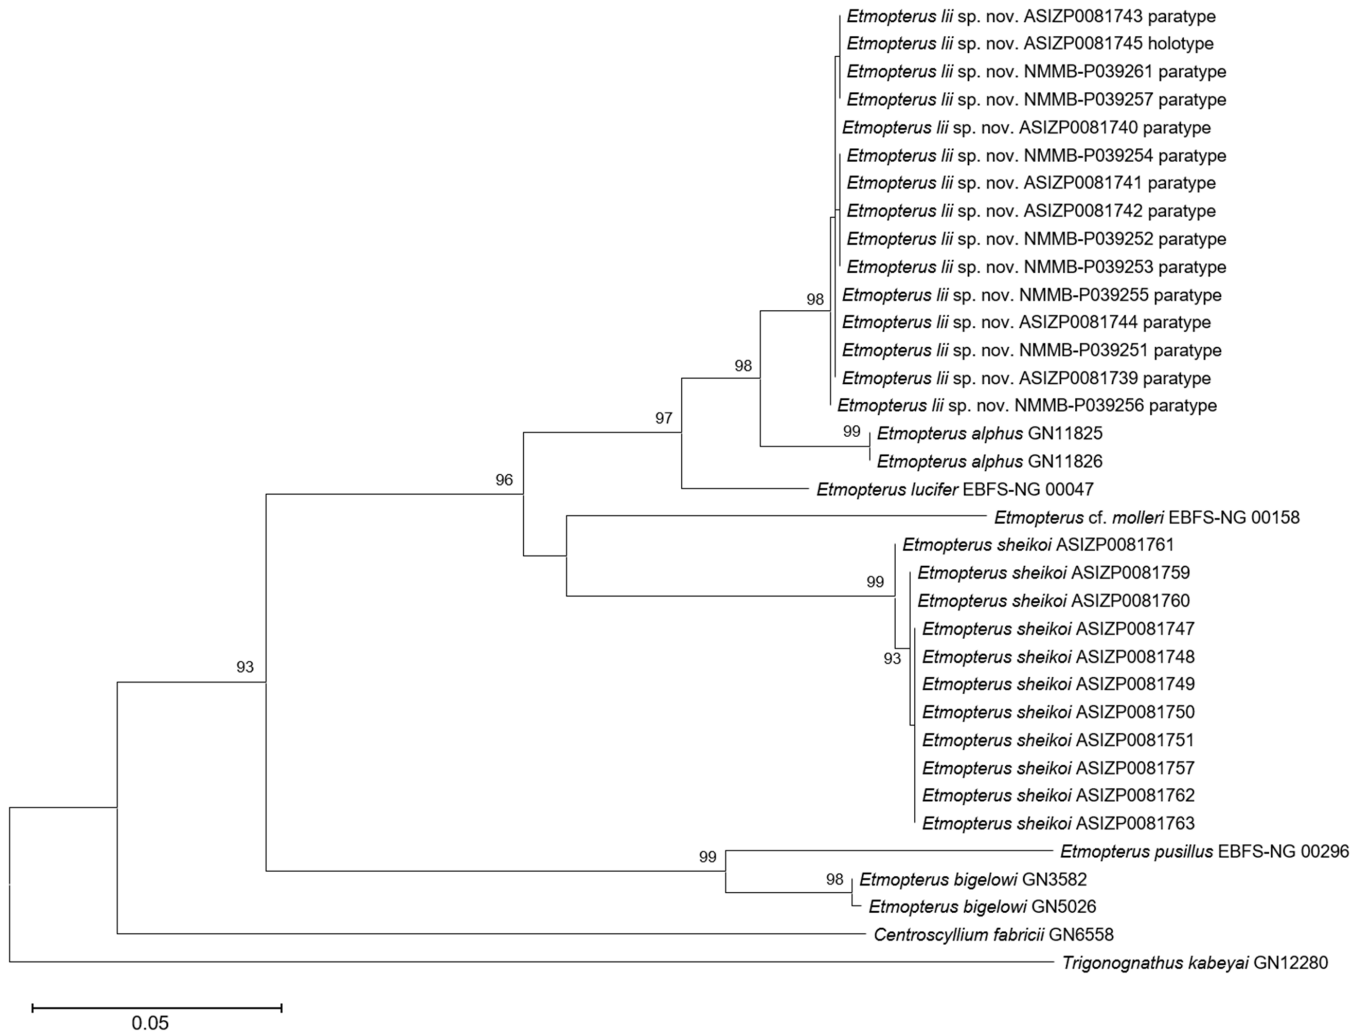 Etmopterus lii sp. nov. ASIZP0081743 paratype
Etmopterus lii sp. nov. ASIZP0081745 holotype
Etmopterus lii sp. nov. NMMB-P039261 paratype
Etmopterus lii sp. nov. NMMB-P039257 paratype
Etmopterus lii sp. nov. ASIZP0081740 paratype
Etmopterus lii sp. nov. NMMB-P039254 paratype
Etmopterus lii sp. nov. ASIZP0081741 paratype
Etmopterus lii sp. nov. ASIZP0081742 paratype
Etmopterus lii sp. nov. NMMB-P039252 paratype
Etmopterus lii sp. nov. NMMB-P039253 paratype
Etmopterus lii sp. nov. NMMB-P039255 paratype
98
Etmopterus lii sp. nov. ASIZP0081744 paratype
Etmopterus lii sp. nov. NMMB-P039251 paratype
98
Etmopterus lii sp. nov. ASIZP0081739 paratype
Etmopterus lii sp. nov. NMMB-P039256 paratype
97
99
Etmopterus alphus GN11825
Etmopterus alphus GN11826
96
Etmopterus lucifer EBFS-NG 00047
Etmopterus cf. molleri EBFS-NG 00158
Etmopterus sheikoi ASIZP0081761
Etmopterus sheikoi ASIZP0081759
99
Etmopterus sheikoi ASIZP0081760
Etmopterus sheikoi ASIZP0081747
Etmopterus sheikoi ASIZP0081748
93
93
Etmopterus sheikoi ASIZP0081749
Etmopterus sheikoi ASIZP0081750
Etmopterus sheikoi ASIZP0081751
Etmopterus sheikoi ASIZP0081757
Etmopterus sheikoi ASIZP0081762
Etmopterus sheikoi ASIZP0081763
Etmopterus pusillus EBFS-NG 00296
99
98
Etmopterus bigelowi GN3582
Etmopterus bigelowi GN5026
Centroscyllium fabricii GN6558
Trigonognathus kabeyai GN12280
0.05